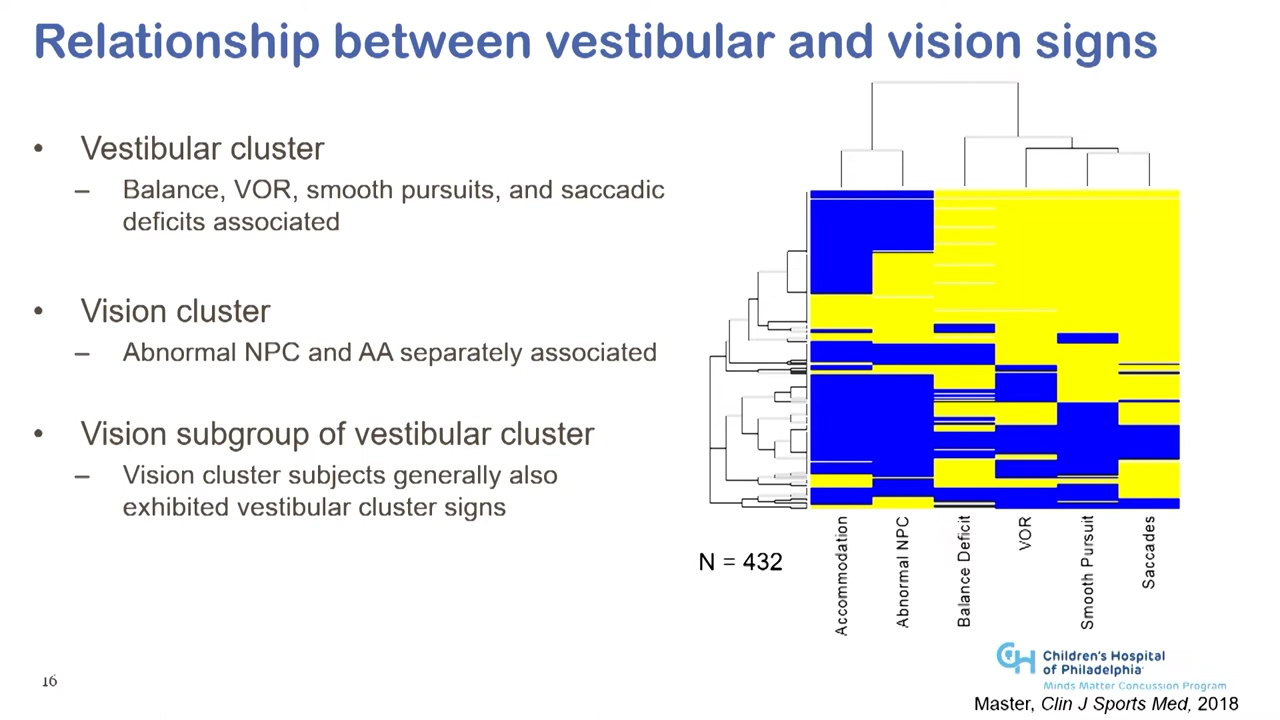 Relationship between vestibular and vision signs
• Vestibular cluster
– Balance, VOR, smooth pursuits, and saccadic
deficits associated
• Vision cluster
– Abnormal NPC and AA separately associated
• Vision subgroup of vestibular cluster
– Vision cluster subjects generally also
exhibited vestibular cluster signs
N = 432
Accommodation
Abnormal NPC
Balance Deficit
VOR
Smooth Pursuit
Saccades
16
CH Children's Hospital
of Philadelphia
Minds Matter Concussion Program
Master, Clin J Sports Med, 2018